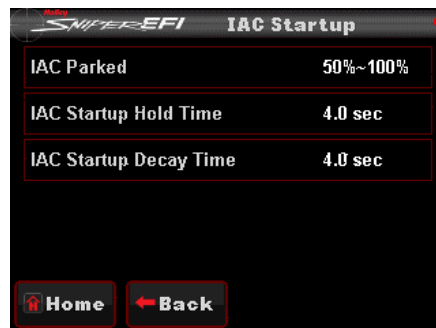 Holley
SNIPER EFI IAC Startup
IAC Parked 50%~100%
IAC Startup Hold Time 4.0 sec
IAC Startup Decay Time 4.0 sec
Home Back